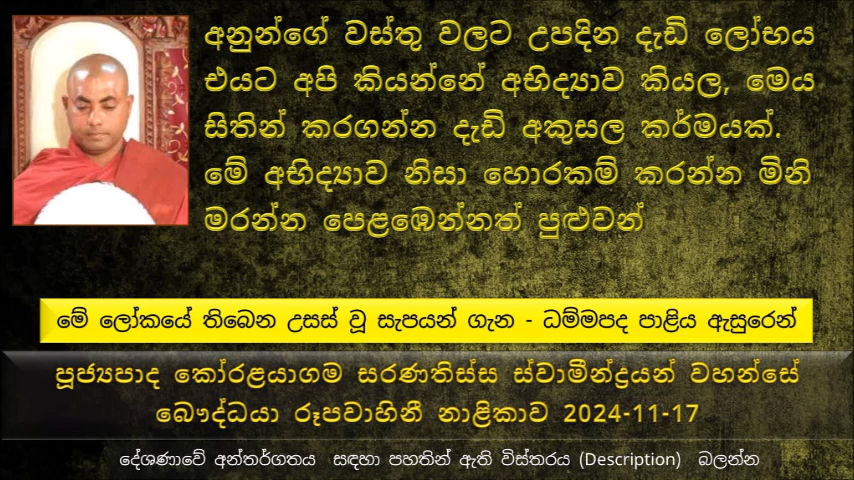 අනුන්ගේ වස්තු වලට උපදින දැඩි ලෝභය
එයට අපි කියන්නේ අභිද්‍යාව කියල, මෙය
සිතින් කරගන්න දැඩි අකුසල කර්මයක්.
මේ අභිද්‍යාව නිසා හොරකම් කරන්න මිනි
මරන්න පෙළඹෙන්නත් පුළුවන්
මේ ලෝකයේ තිබෙන උසස් වූ සැපයන් ගැන - ධම්මපද පාළිය ඇසුරෙන්
පූජ්‍යපාද කෝරළයාගම සරණතිස්ස ස්වාමීන්ද්‍රයන් වහන්සේ
බෞද්ධයා රූපවාහිනී නාළිකාව 2024-11-17
දේශණාවේ අන්තර්ගතය සඳහා පහතින් ඇති විස්තරය (Description) බලන්න